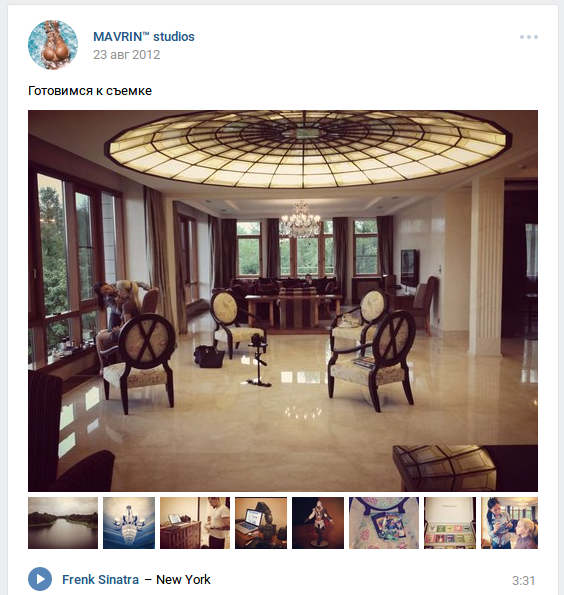 MAVRIN™ studios
23 авг 2012
Готовимся к съемке
Frenk Sinatra – New York
3:31